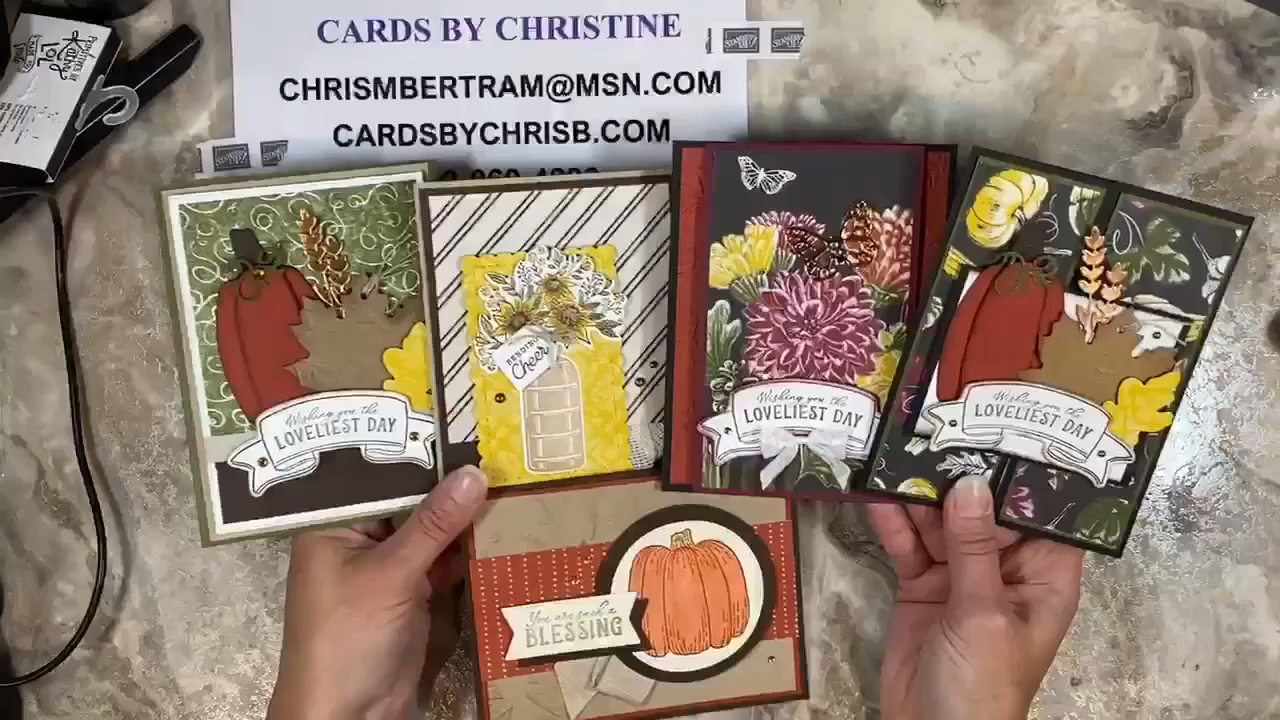 CARDS BY CHRISTINE
CHRISMBERTRAM@MSN.COM
CARDSBYCHRISB.COM
SENDING
Cheer
Wishing you the
LOVELIEST DAY
Wishing you the
LOVELIEST DAY
Wishing you the
LOVELIEST DAY
You are such a
BLESSING